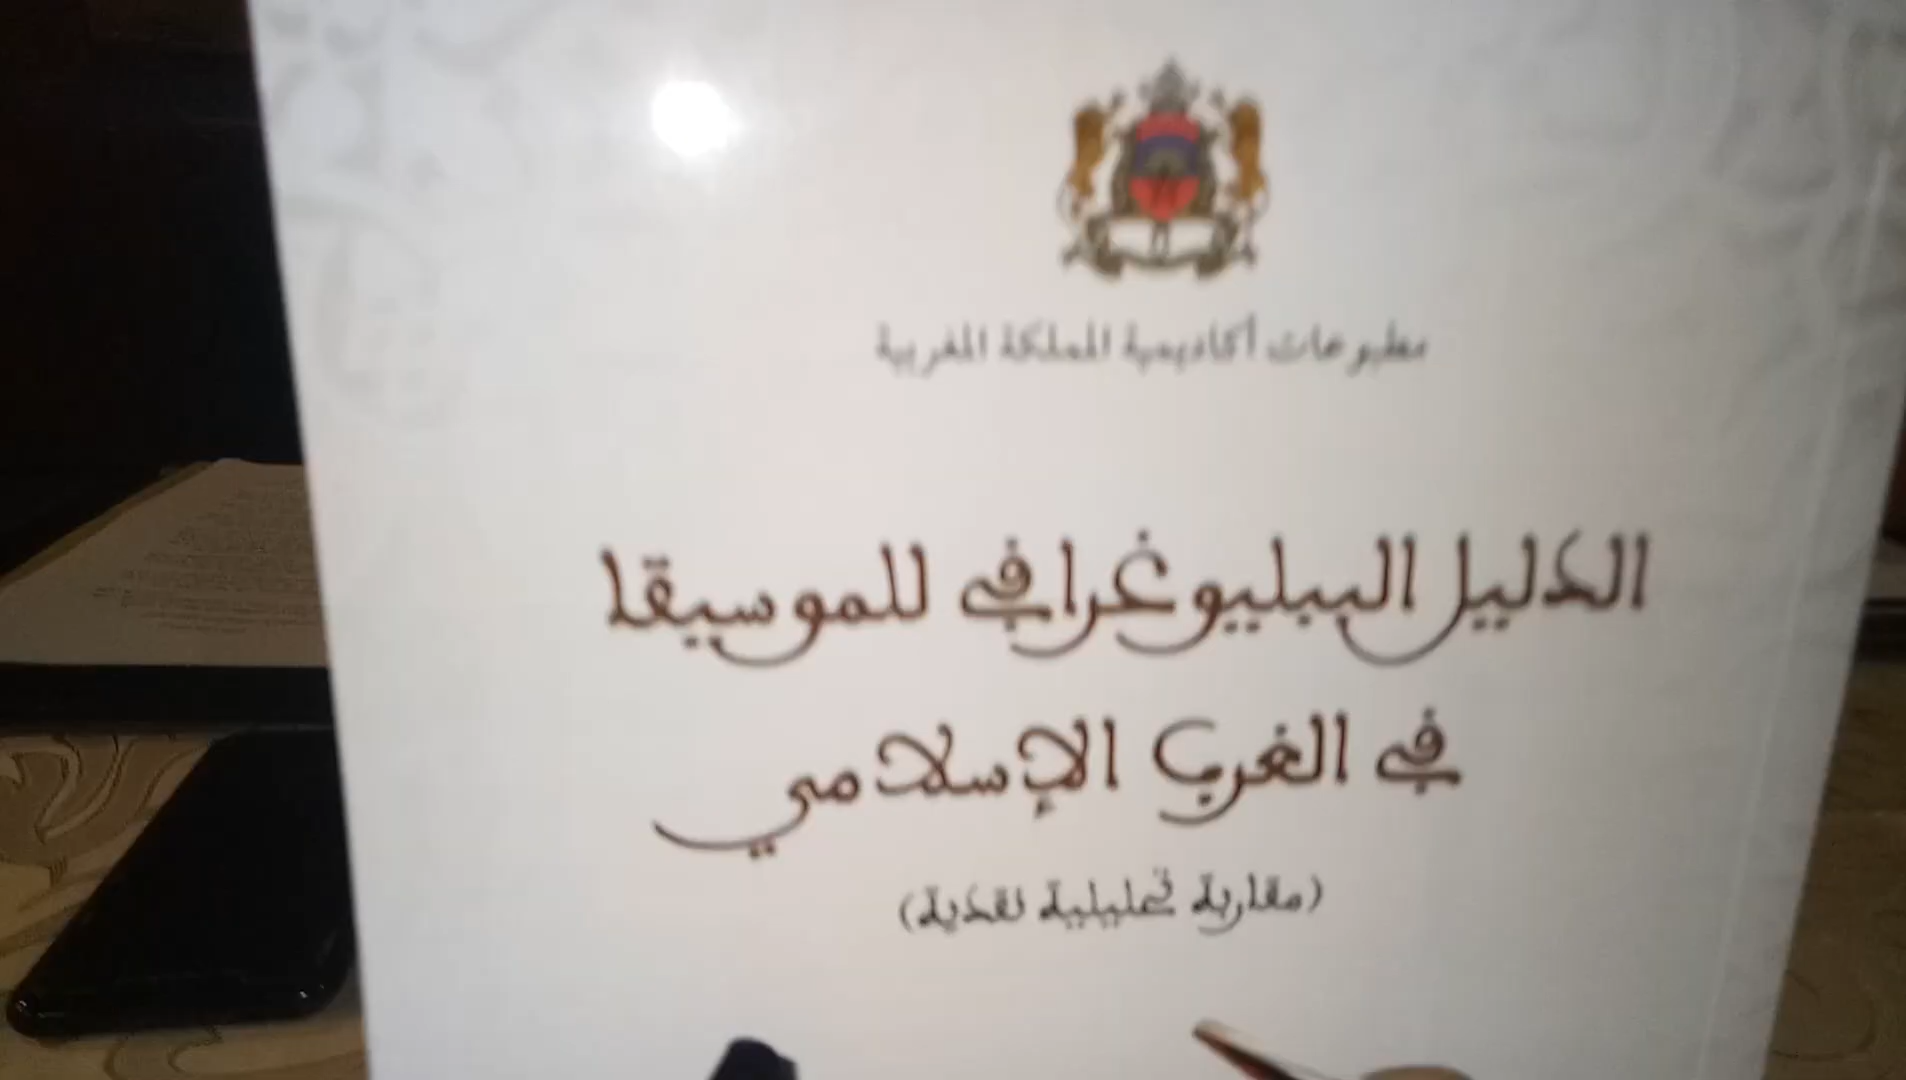 مطبوعات أكاديمية المملكة المغربية
الدليل الببليوغرافي للموسيقا
في الغرب الإسلامي
(مقاربة تحليلية نقدية)